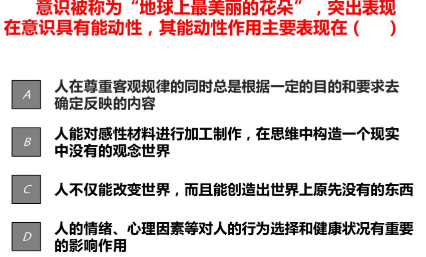 意识被称为“地球上最美丽的花朵”，突出表现
在意识具有能动性，其能动性作用主要表现在（　　）
A 人在尊重客观规律的同时总是根据一定的目的和要求去
确定反映的内容
B 人能对感性材料进行加工制作，在思维中构造一个现实
中没有的观念世界
C 人不仅能改变世界，而且能创造出世界上原先没有的东西
D 人的情绪、心理因素等对人的行为选择和健康状况有重要
的影响作用